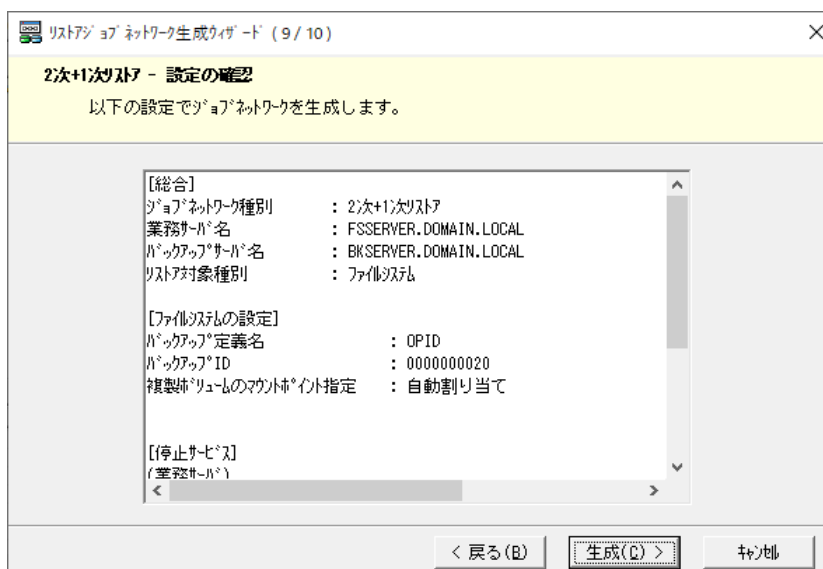 ﾘｽﾄｱｼﾞｮﾌﾞﾈｯﾄﾜｰｸ生成ｳｨｻﾞｰﾄﾞ ( 9 / 10 )
2次+1次ﾘｽﾄｱ - 設定の確認
以下の設定でｼﾞｮﾌﾞﾈｯﾄﾜｰｸを生成します。
[総合]
ｼﾞｮﾌﾞﾈｯﾄﾜｰｸ種別 : 2次+1次ﾘｽﾄｱ
業務ｻｰﾊﾞ名 : FSSERVER.DOMAIN.LOCAL
ﾊﾞｯｸｱｯﾌﾟｻｰﾊﾞ名 : BKSERVER.DOMAIN.LOCAL
ﾘｽﾄｱ対象種別 : ﾌｧｲﾙｼｽﾃﾑ
[ﾌｧｲﾙｼｽﾃﾑの設定]
ﾊﾞｯｸｱｯﾌﾟ定義名 : OPID
ﾊﾞｯｸｱｯﾌﾟID : 0000000020
複製ﾎﾞﾘｭｰﾑのﾏｳﾝﾄﾎﾟｲﾝﾄ指定 : 自動割り当て
[停止ｻｰﾋﾞｽ]
(業務ｻｰﾊﾞ)
< 戻る(B) 生成(C) > ｷｬﾝｾﾙ